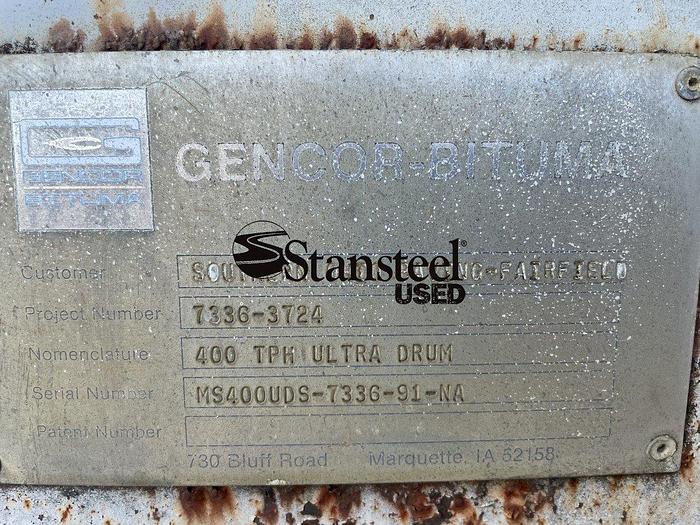 GENCOR
BITUMA
GENCOR-BITUMA
Stansteel®
USED
Customer
Project Number 7336-3724
Nomenclature 400 TPH ULTRA DRUM
Serial Number MS400UDS-7336-91-NA
Patent Number
730 Bluff Road Marquette, IA 52158